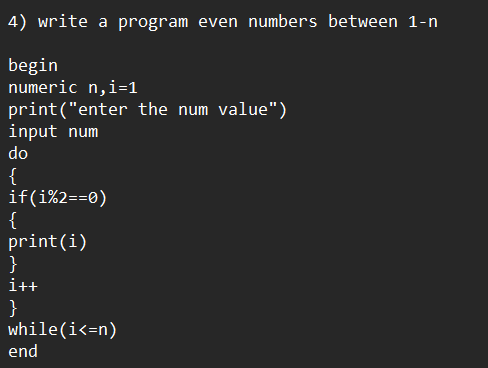 4) write a program even numbers between 1-n
begin
numeric n,i=1
print("enter the num value")
input num
do
{
if(i%2==0)
{
print(i)
}
i++
}
while(i<=n)
end